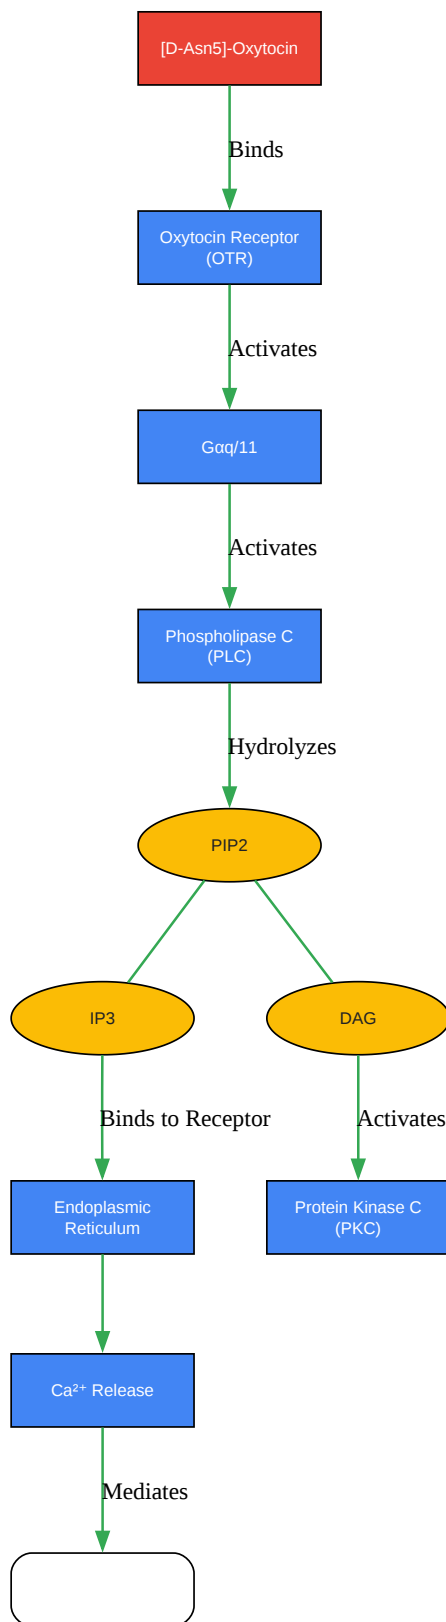 [D-Asn5]-Oxytocin
Binds
Oxytocin Receptor
(OTR)
Activates
Gαq/11
Activates
Phospholipase C
(PLC)
Hydrolyzes
PIP2
IP3
DAG
Binds to Receptor
Activates
Endoplasmic
Reticulum
Protein Kinase C
(PKC)
Ca²⁺ Release
Mediates